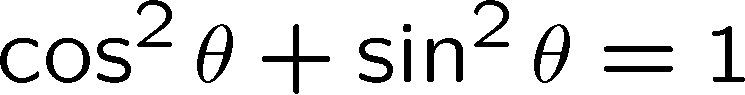 cos² θ + sin² θ = 1